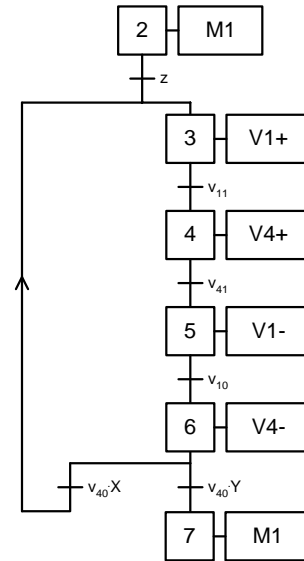 2 M1
z
3 V1+
v₁₁
4 V4+
v₄₁
5 V1-
v₁₀
6 V4-
v₄₀·X v₄₀·Y
7 M1